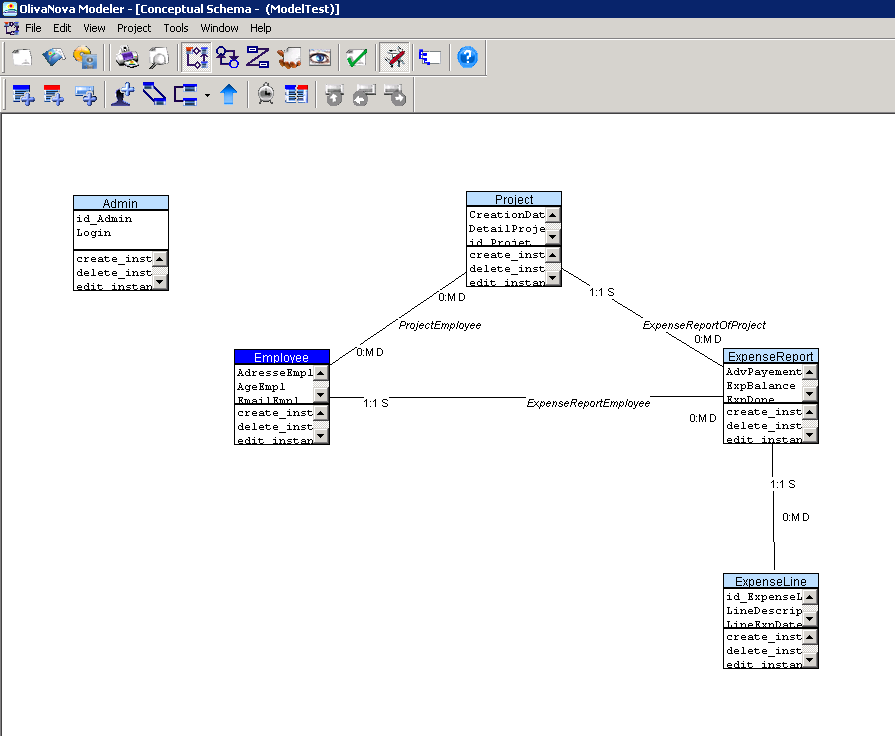 OlivaNova Modeler - [Conceptual Schema - (ModelTest)]
File Edit View Project Tools Window Help
Admin
id_Admin
Login
create_inst
delete_inst
edit_instan
Project
CreationDat
DetailProje
id_Projet
create_inst
delete_inst
edit_instan
0:M D
1:1 S
ProjectEmployee
ExpenseReportOfProject
0:M D
0:M D
Employee
AdresseEmpl
AgeEmpl
EmailEmpl
create_inst
delete_inst
edit_instan
ExpenseReport
AdvPayement
ExpBalance
ExpDone
create_inst
delete_inst
edit_instan
1:1 S
ExpenseReportEmployee
0:M D
1:1 S
0:M D
ExpenseLine
id_ExpenseL
LineDescrip
LineExpDate
create_inst
delete_inst
edit_instan